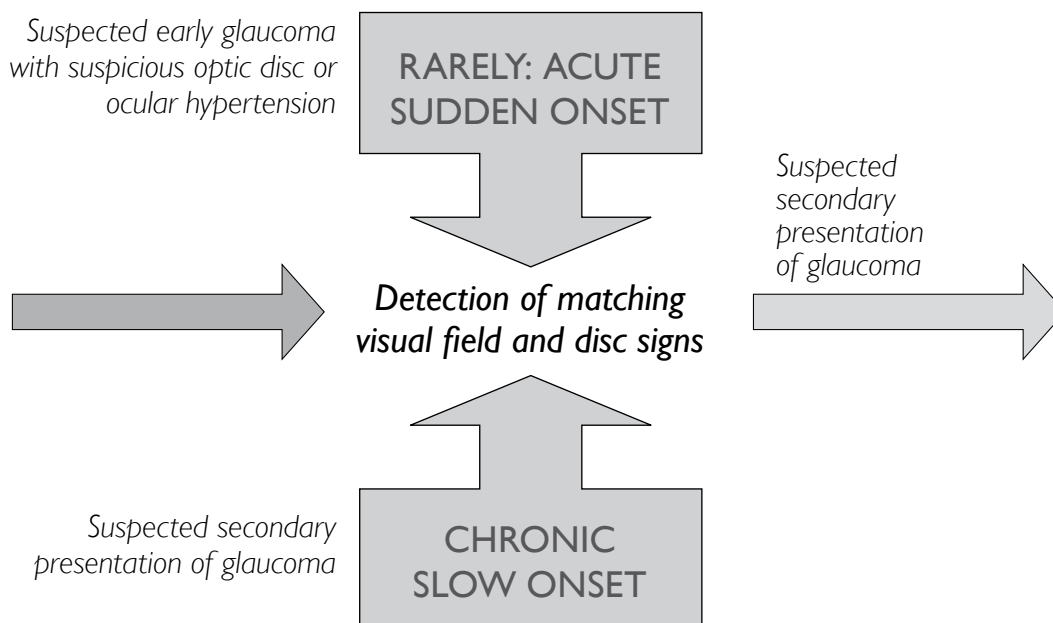 Suspected early glaucoma
with suspicious optic disc or
ocular hypertension
RARELY: ACUTE
SUDDEN ONSET
Suspected
secondary
presentation
of glaucoma
Detection of matching
visual field and disc signs
Suspected secondary
presentation of glaucoma
CHRONIC
SLOW ONSET